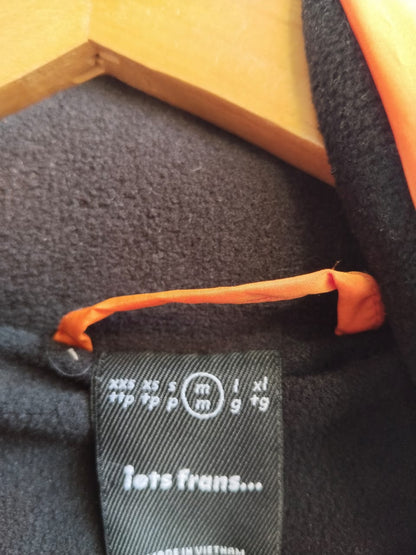 xxs xs s m l xl
ttp tp p m g tg
iets frans...
MADE IN VIETNAM